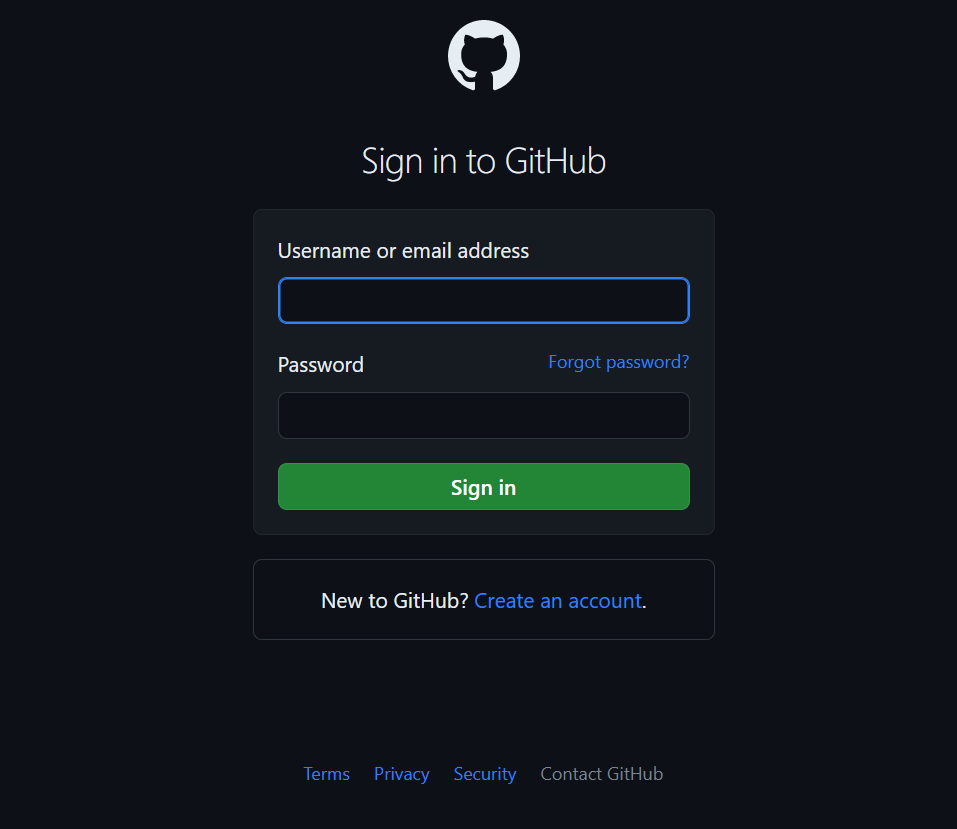 Sign in to GitHub
Username or email address
Password
Forgot password?
Sign in
New to GitHub? Create an account.
Terms Privacy Security Contact GitHub